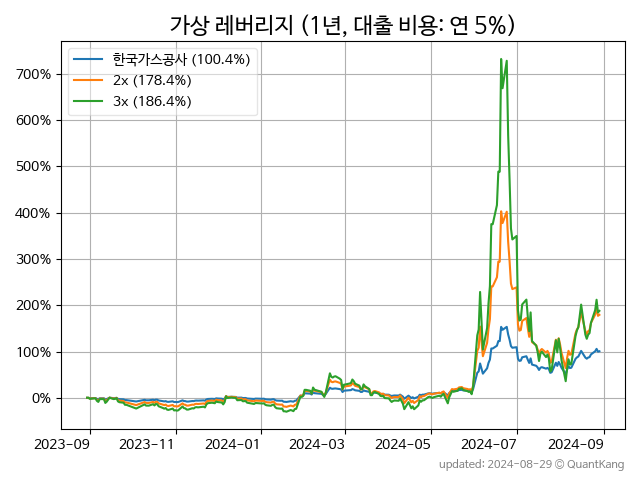 가상 레버리지 (1년, 대출 비용: 연 5%)
한국가스공사 (100.4%)
2x (178.4%)
3x (186.4%)
700%
600%
500%
400%
300%
200%
100%
0%
2023-09 2023-11 2024-01 2024-03 2024-05 2024-07 2024-09
updated: 2024-08-29 © QuantKang